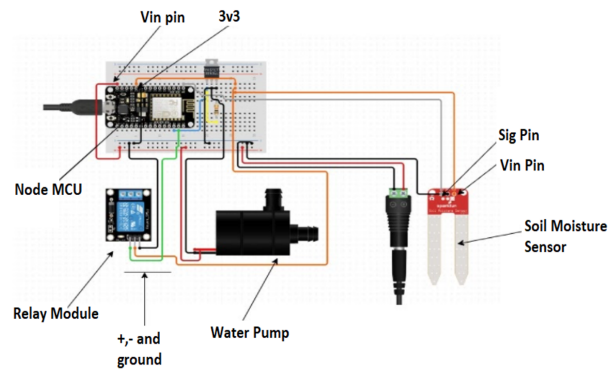 Vin pin
3v3
Node MCU
Sig Pin
Vin Pin
Soil Moisture
Sensor
Relay Module
Water Pump
+,- and
ground